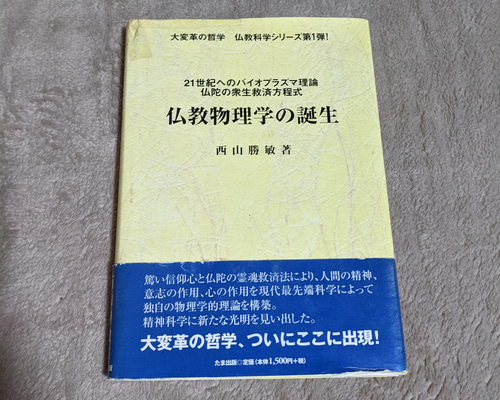 大変革の哲学　仏教科学シリーズ第1弾!
21世紀へのバイオプラズマ理論
仏陀の衆生救済方程式
仏教物理学の誕生
西山勝敏著
篤い信仰心と仏陀の霊魂救済法により、人間の精神、
意志の作用、心の作用を現代最先端科学によって
独自の物理学的理論を構築。
精神科学に新たな光明を見い出した。
大変革の哲学、ついにここに出現!
たま出版◎定価(本体1,500円+税)